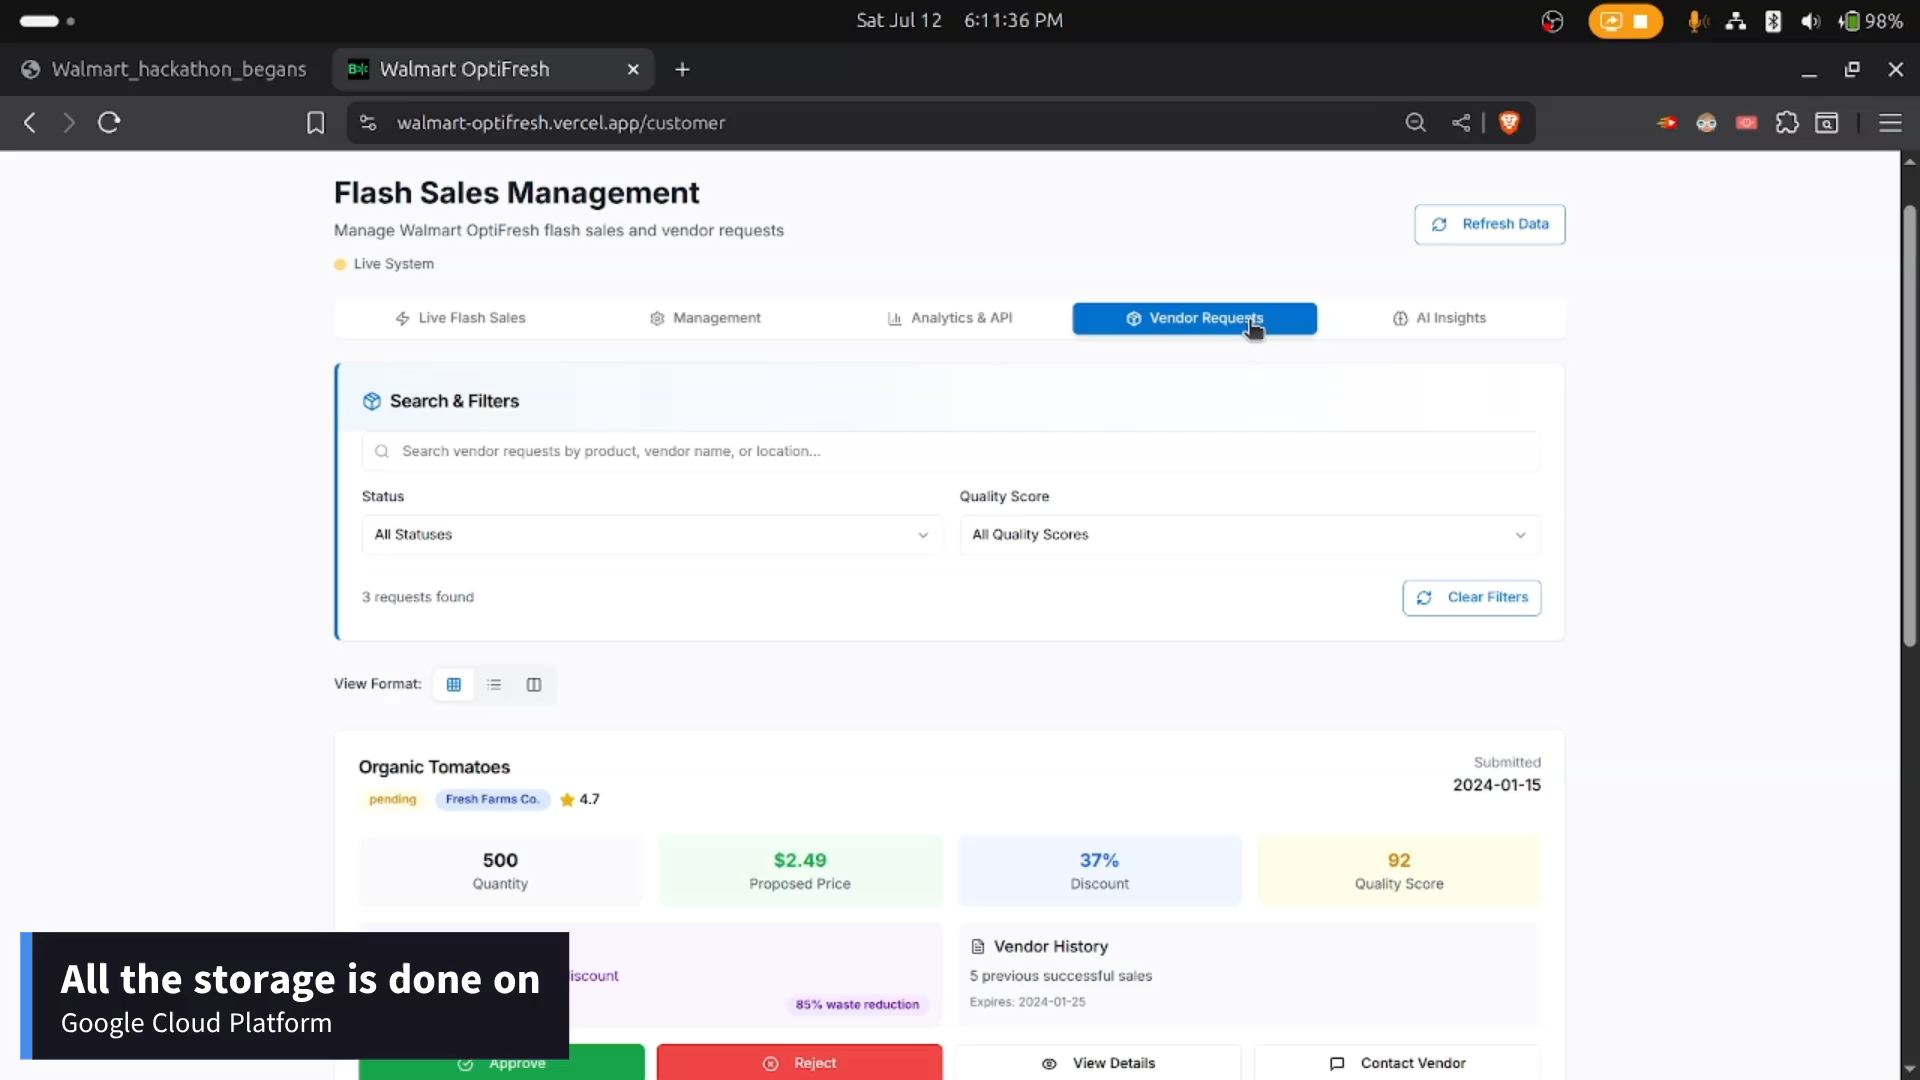 Sat Jul 12 6:11:36 PM
98%
Walmart_hackathon_begans
Walmart OptiFresh
walmart-optifresh.vercel.app/customer
Flash Sales Management
Manage Walmart OptiFresh flash sales and vendor requests
Live System
Refresh Data
Live Flash Sales
Management
Analytics & API
Vendor Requests
AI Insights
Search & Filters
Search vendor requests by product, vendor name, or location...
Status
Quality Score
All Statuses
All Quality Scores
3 requests found
Clear Filters
View Format:
Organic Tomatoes
Submitted
2024-01-15
pending
Fresh Farms Co.
4.7
500
Quantity
$2.49
Proposed Price
37%
Discount
92
Quality Score
iscount
85% waste reduction
Vendor History
5 previous successful sales
Expires: 2024-01-25
All the storage is done on
Google Cloud Platform
Approve
Reject
View Details
Contact Vendor